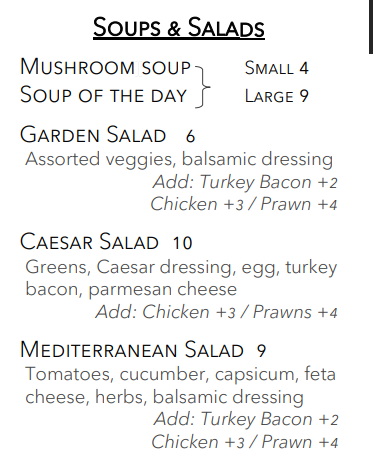 SOUPS & SALADS
MUSHROOM SOUP SMALL 4
SOUP OF THE DAY LARGE 9
GARDEN SALAD 6
Assorted veggies, balsamic dressing
Add: Turkey Bacon +2
Chicken +3 / Prawn +4
CAESAR SALAD 10
Greens, Caesar dressing, egg, turkey
bacon, parmesan cheese
Add: Chicken +3 / Prawns +4
MEDITERRANEAN SALAD 9
Tomatoes, cucumber, capsicum, feta
cheese, herbs, balsamic dressing
Add: Turkey Bacon +2
Chicken +3 / Prawn +4